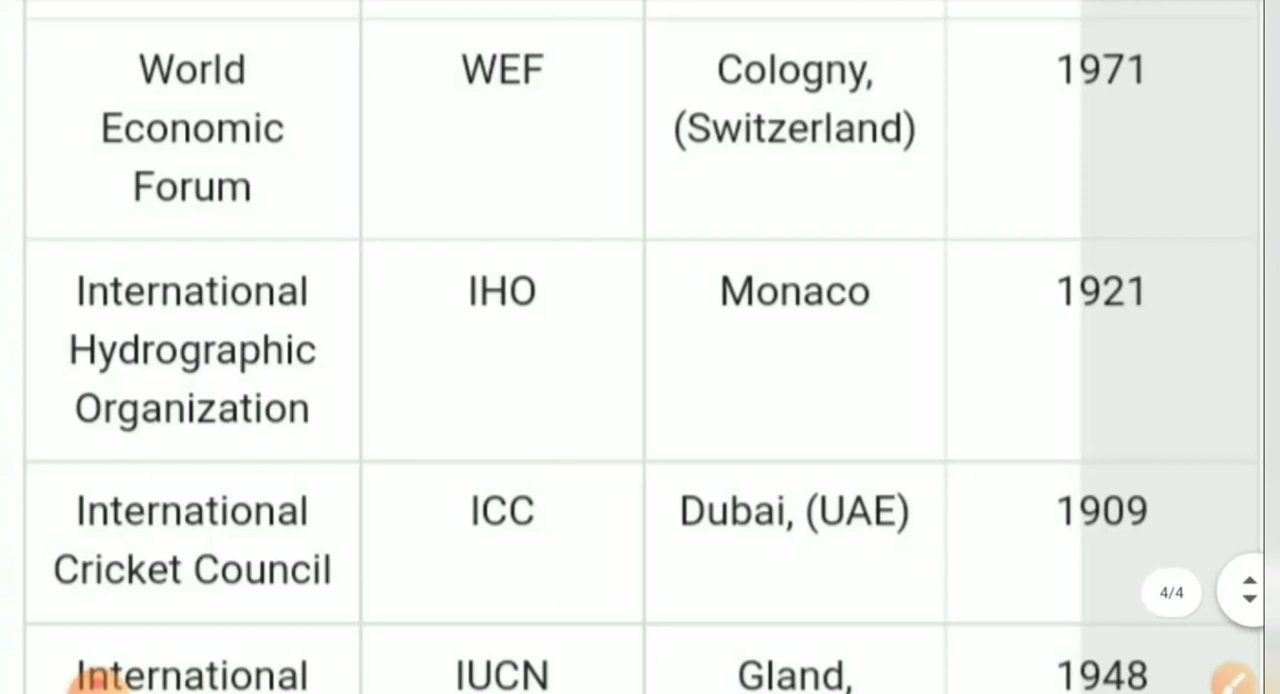 World Economic Forum WEF Cologny, (Switzerland) 1971
International Hydrographic Organization IHO Monaco 1921
International Cricket Council ICC Dubai, (UAE) 1909
4/4
International IUCN Gland, 1948